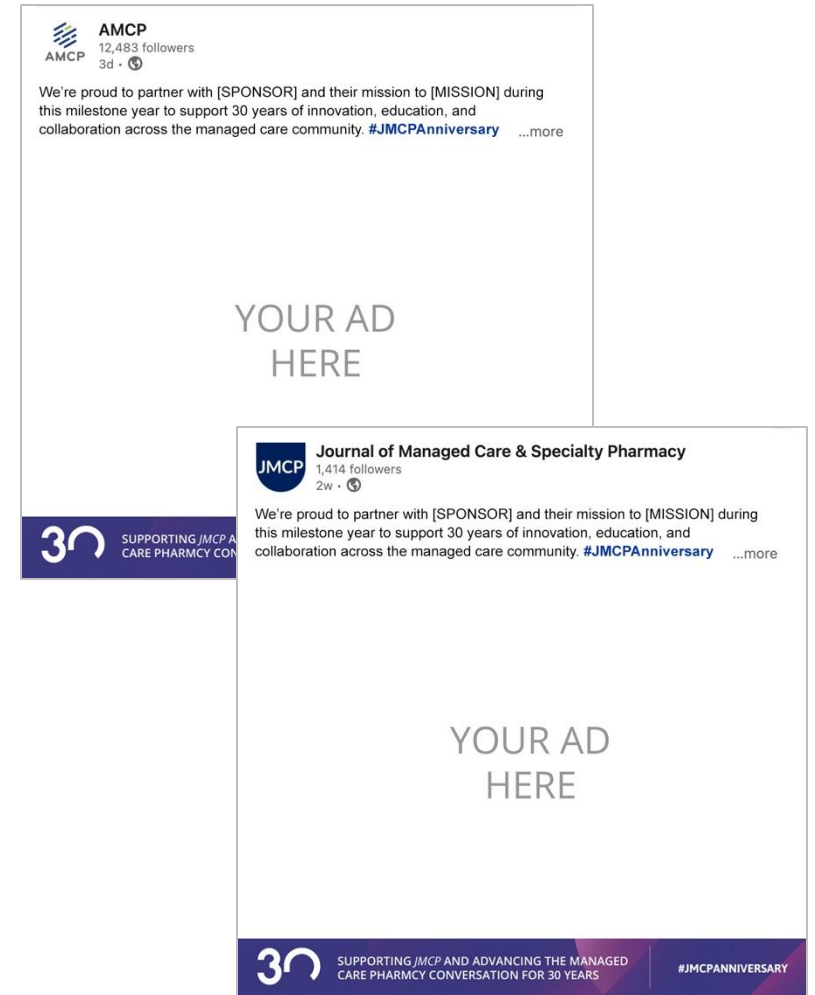 AMCP
AMCP
12,483 followers
3d •
We're proud to partner with [SPONSOR] and their mission to [MISSION] during
this milestone year to support 30 years of innovation, education, and
collaboration across the managed care community. #JMCPAnniversary ...more
YOUR AD
HERE
30
SUPPORTING JMCP A
CARE PHARMCY CON
JMCP
Journal of Managed Care & Specialty Pharmacy
1,414 followers
2w •
We're proud to partner with [SPONSOR] and their mission to [MISSION] during
this milestone year to support 30 years of innovation, education, and
collaboration across the managed care community. #JMCPAnniversary ...more
YOUR AD
HERE
30
SUPPORTING JMCP AND ADVANCING THE MANAGED
CARE PHARMCY CONVERSATION FOR 30 YEARS
#JMCPANNIVERSARY